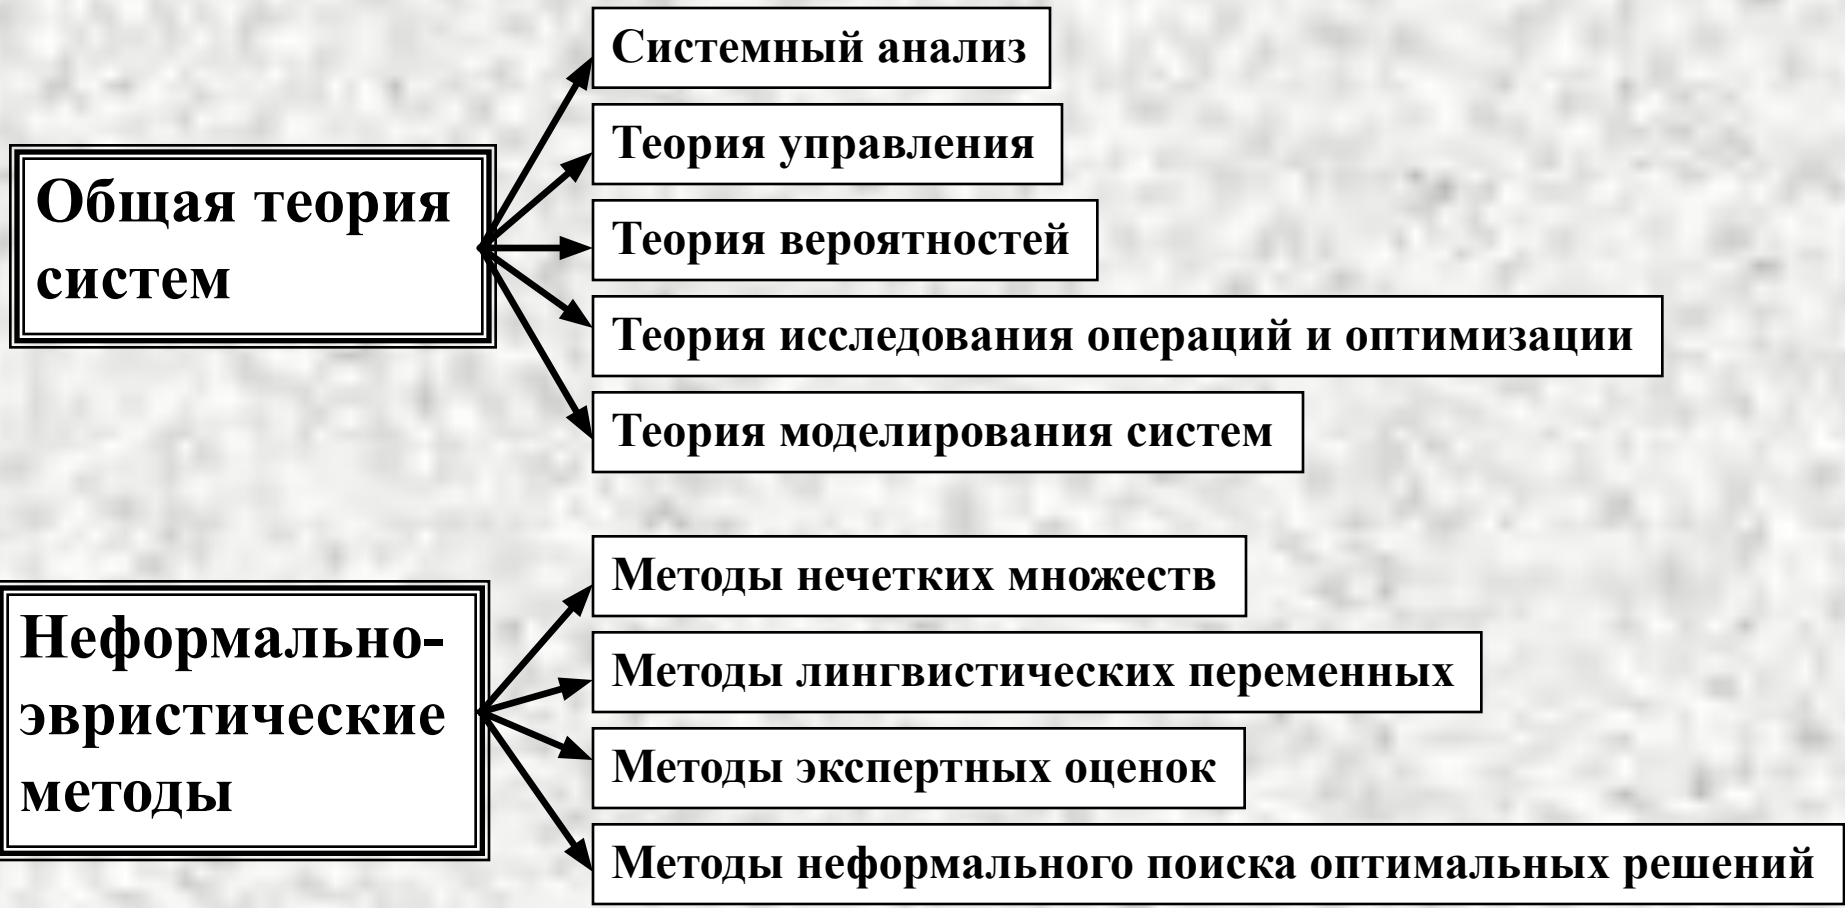 Системный анализ
Теория управления
Общая теория
систем
Теория вероятностей
Теория исследования операций и оптимизации
Теория моделирования систем
Методы нечетких множеств
Неформально-
эвристические
методы
Методы лингвистических переменных
Методы экспертных оценок
Методы неформального поиска оптимальных решений